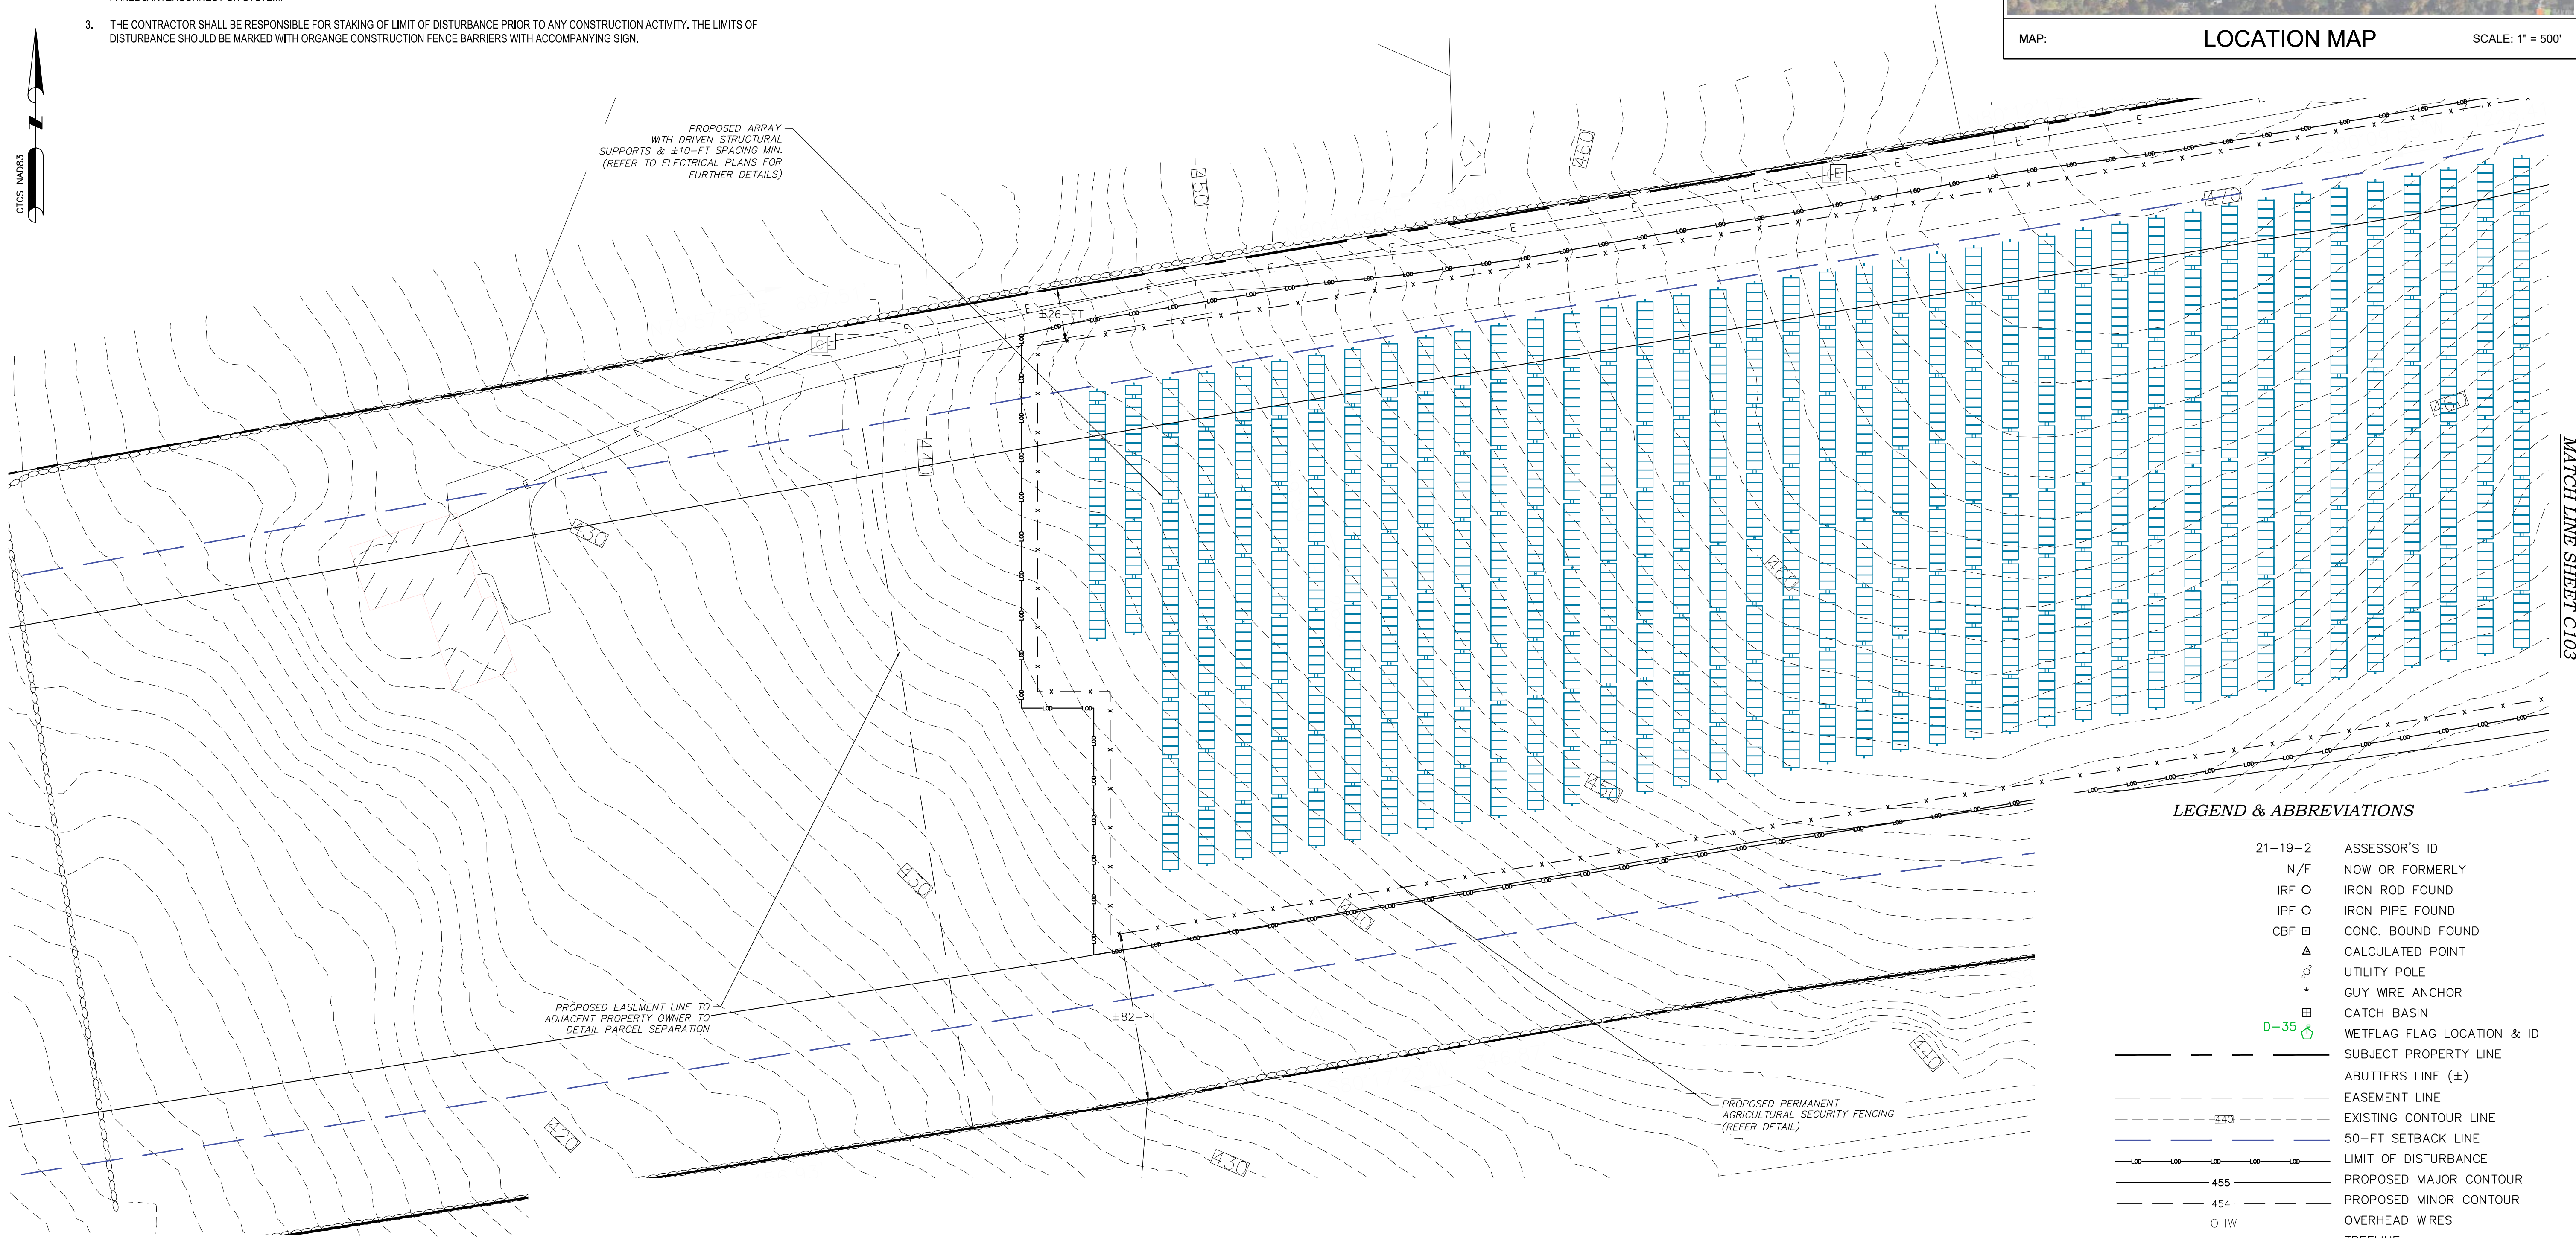 3. THE CONTRACTOR SHALL BE RESPONSIBLE FOR STAKING OF LIMIT OF DISTURBANCE PRIOR TO ANY CONSTRUCTION ACTIVITY. THE LIMITS OF
DISTURBANCE SHOULD BE MARKED WITH ORGANGE CONSTRUCTION FENCE BARRIERS WITH ACCOMPANYING SIGN.
MAP:
LOCATION MAP
SCALE: 1" = 500'
CTCS NAD83
N
PROPOSED ARRAY
WITH DRIVEN STRUCTURAL
SUPPORTS & ±10-FT SPACING MIN.
(REFER TO ELECTRICAL PLANS FOR
FURTHER DETAILS)
450
460
470
±26-FT
440
460
430
460
450
430
440
MATCH LINE SHEET C103
PROPOSED EASEMENT LINE TO
ADJACENT PROPERTY OWNER TO
DETAIL PARCEL SEPARATION
±82-FT
440
420
430
PROPOSED PERMANENT
AGRICULTURAL SECURITY FENCING
(REFER DETAIL)
LEGEND & ABBREVIATIONS
21-19-2 ASSESSOR'S ID
N/F NOW OR FORMERLY
IRF IRON ROD FOUND
IPF IRON PIPE FOUND
CBF CONC. BOUND FOUND
CALCULATED POINT
UTILITY POLE
GUY WIRE ANCHOR
CATCH BASIN
D-35 WETFLAG FLAG LOCATION & ID
SUBJECT PROPERTY LINE
ABUTTERS LINE (±)
EASEMENT LINE
440 EXISTING CONTOUR LINE
50-FT SETBACK LINE
LOD LOD LOD LOD LOD LIMIT OF DISTURBANCE
455 PROPOSED MAJOR CONTOUR
454 PROPOSED MINOR CONTOUR
OHW OVERHEAD WIRES